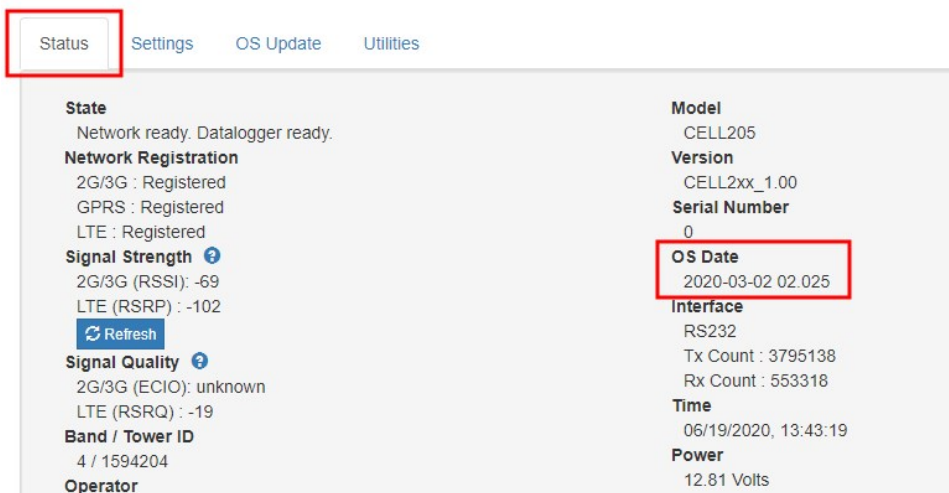 Status
Settings
OS Update
Utilities
State
Network ready. Datalogger ready.
Network Registration
2G/3G : Registered
GPRS : Registered
LTE : Registered
Signal Strength
2G/3G (RSSI): -69
LTE (RSRP) : -102
Refresh
Signal Quality
2G/3G (ECIO): unknown
LTE (RSRQ) : -19
Band / Tower ID
4 / 1594204
Operator
Model
CELL205
Version
CELL2xx_1.00
Serial Number
0
OS Date
2020-03-02 02.025
Interface
RS232
Tx Count : 3795138
Rx Count : 553318
Time
06/19/2020, 13:43:19
Power
12.81 Volts